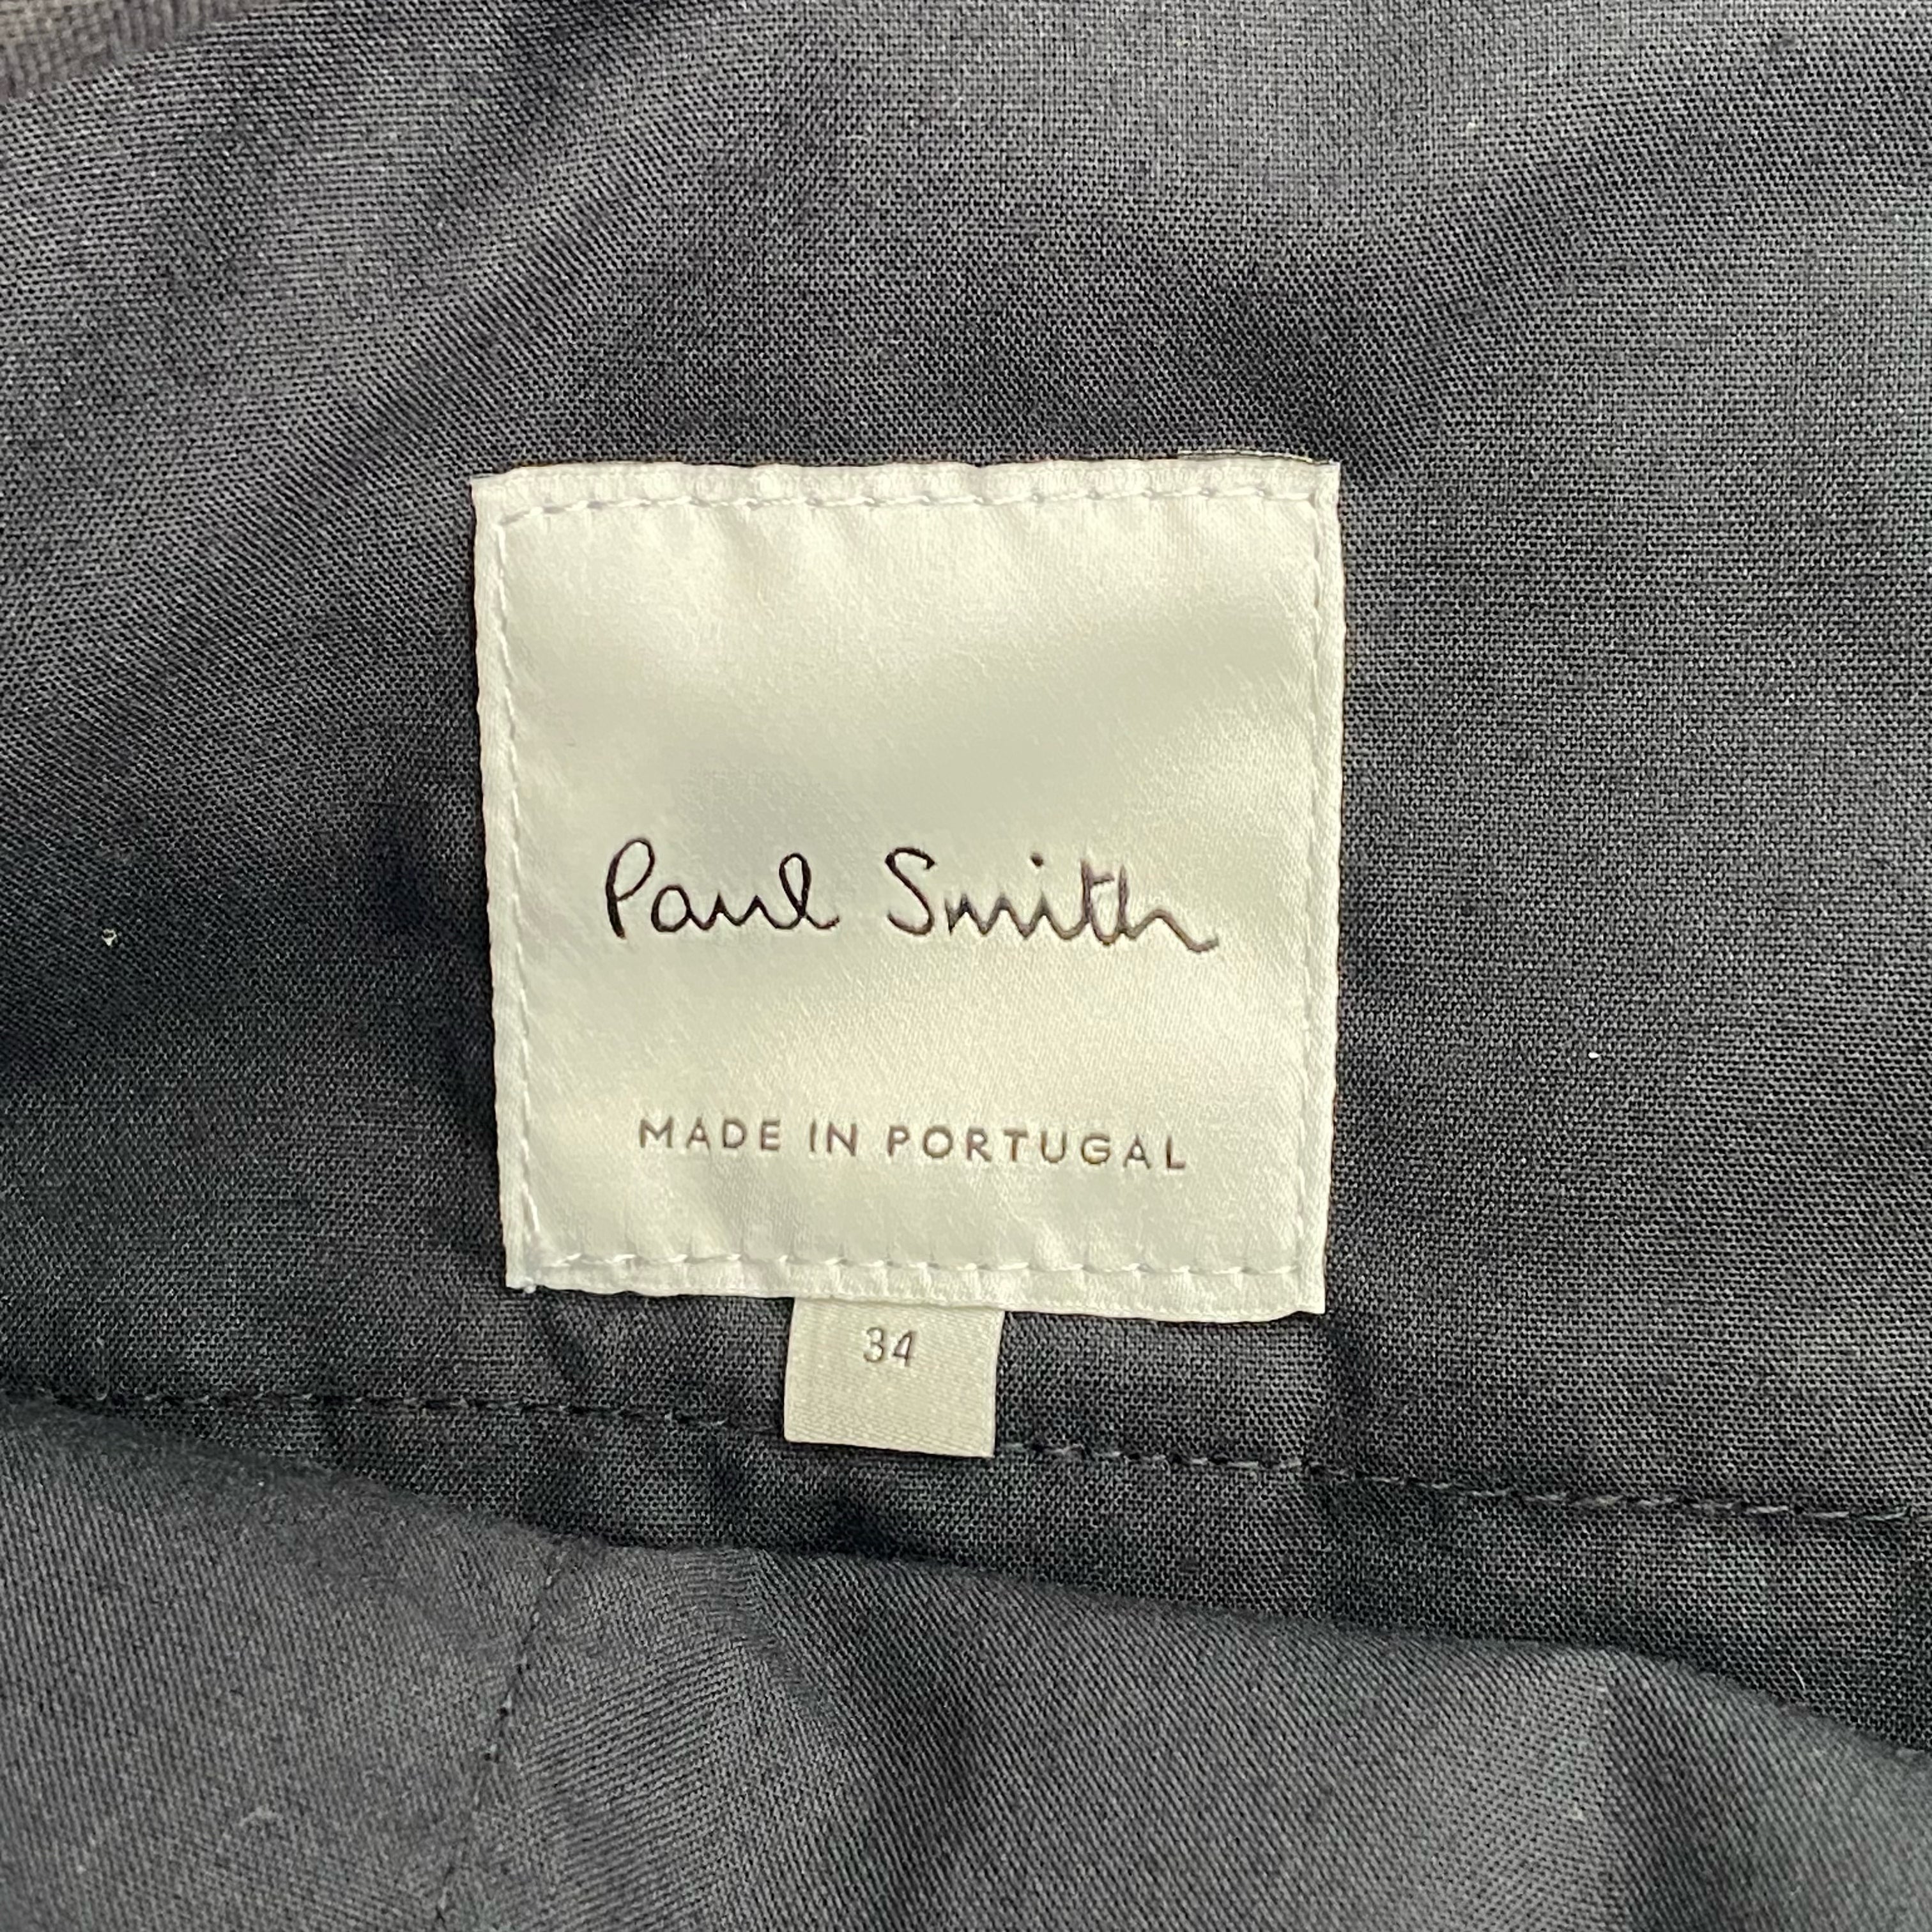 Paul Smith
MADE IN PORTUGAL
34